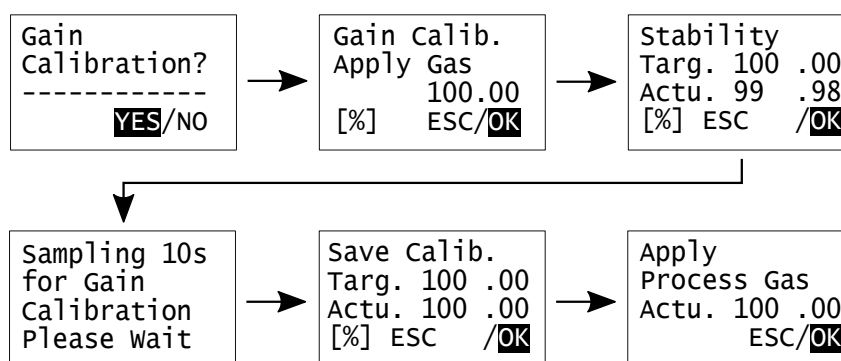 Gain
Calibration?
------------
YES/NO
Gain Calib.
Apply Gas
100.00
[%] ESC/OK
Stability
Targ. 100 .00
Actu. 99 .98
[%] ESC /OK
Sampling 10s
for Gain
Calibration
Please Wait
Save Calib.
Targ. 100 .00
Actu. 100 .00
[%] ESC /OK
Apply
Process Gas
Actu. 100 .00
ESC/OK